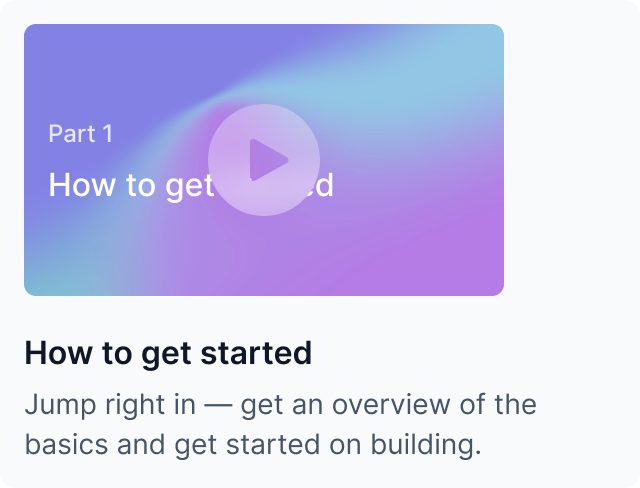 Part 1
How to get started
How to get started
Jump right in — get an overview of the
basics and get started on building.